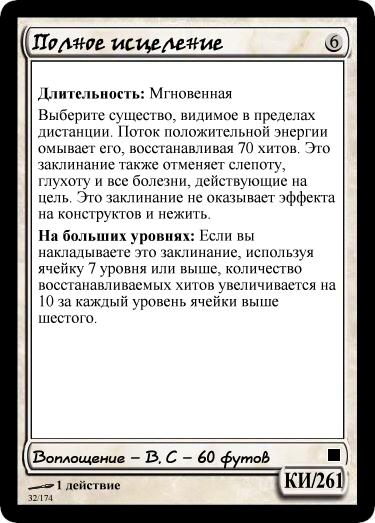 Полное исцеление
6
Длительность: Мгновенная
Выберите существо, видимое в пределах
дистанции. Поток положительной энергии
омывает его, восстанавливая 70 хитов. Это
заклинание также отменяет слепоту,
глухоту и все болезни, действующие на
цель. Это заклинание не оказывает эффекта
на конструктов и нежить.
На больших уровнях: Если вы
накладываете это заклинание, используя
ячейку 7 уровня или выше, количество
восстанавливаемых хитов увеличивается на
10 за каждый уровень ячейки выше
шестого.
Воплощение – В, С – 60 футов
1 действие
КИ/261
32/174